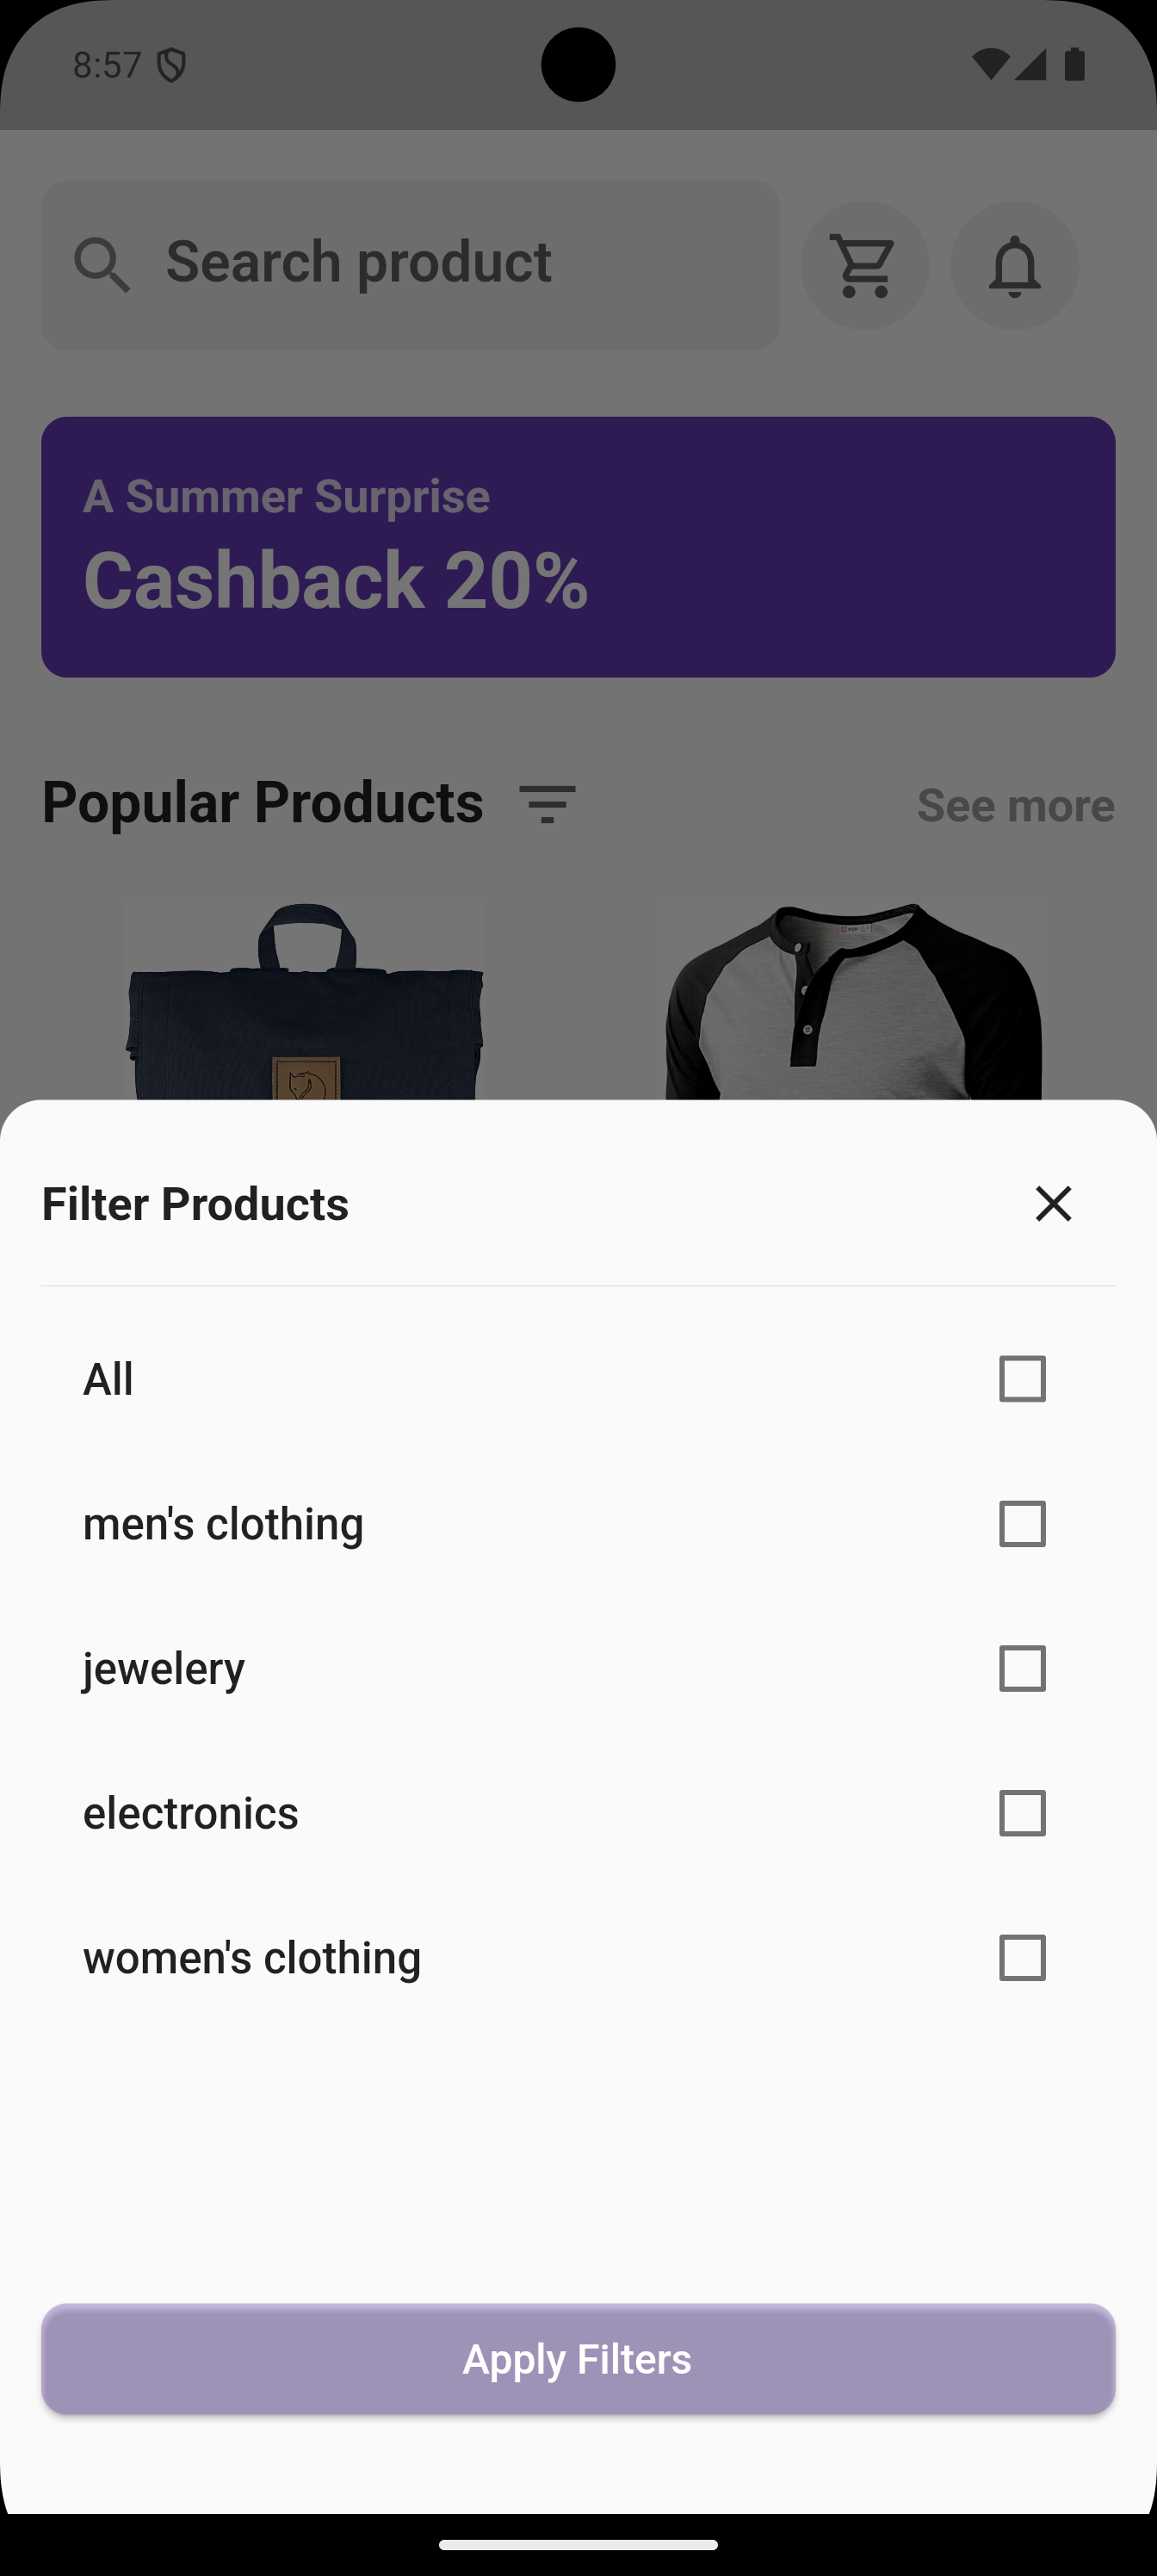 8:57
Search product
A Summer Surprise
Cashback 20%
Popular Products
See more
Filter Products
All
men's clothing
jewelery
electronics
women's clothing
Apply Filters